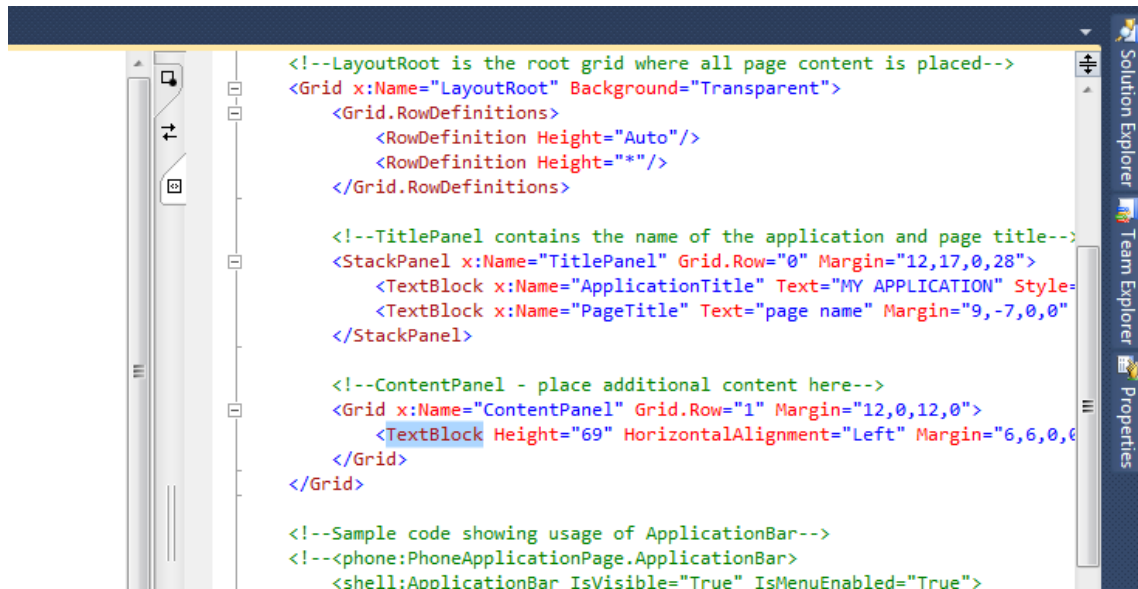 <!--LayoutRoot is the root grid where all page content is placed-->
<Grid x:Name="LayoutRoot" Background="Transparent">
<Grid.RowDefinitions>
<RowDefinition Height="Auto"/>
<RowDefinition Height="*"/>
</Grid.RowDefinitions>
<!--TitlePanel contains the name of the application and page title-->
<StackPanel x:Name="TitlePanel" Grid.Row="0" Margin="12,17,0,28">
<TextBlock x:Name="ApplicationTitle" Text="MY APPLICATION" Style=
<TextBlock x:Name="PageTitle" Text="page name" Margin="9,-7,0,0"
</StackPanel>
<!--ContentPanel - place additional content here-->
<Grid x:Name="ContentPanel" Grid.Row="1" Margin="12,0,12,0">
<TextBlock Height="69" HorizontalAlignment="Left" Margin="6,6,0,0
</Grid>
</Grid>
<!--Sample code showing usage of ApplicationBar-->
<!--<phone:PhoneApplicationPage.ApplicationBar>
<shell:ApplicationBar IsVisible="True" IsMenuEnabled="True">
Solution Explorer
Team Explorer
Properties